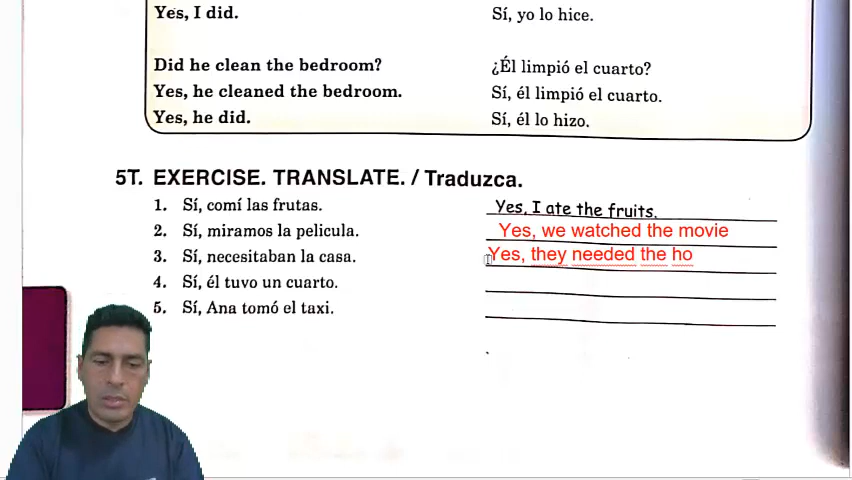 Yes, I did. Sí, yo lo hice.
Did he clean the bedroom? ¿Él limpió el cuarto?
Yes, he cleaned the bedroom. Sí, él limpió el cuarto.
Yes, he did. Sí, él lo hizo.
5T. EXERCISE. TRANSLATE. / Traduzca.
1. Sí, comí las frutas. Yes, I ate the fruits.
2. Sí, miramos la pelicula. Yes, we watched the movie
3. Sí, necesitaban la casa. Yes, they needed the ho
4. Sí, él tuvo un cuarto.
5. Sí, Ana tomó el taxi.